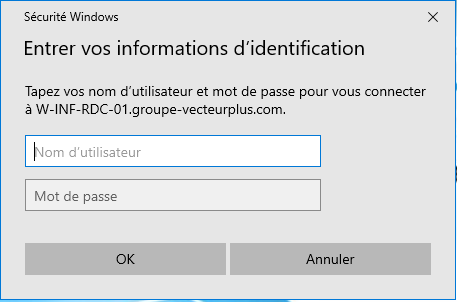 Sécurité Windows
Entrer vos informations d’identification
Tapez vos nom d’utilisateur et mot de passe pour vous connecter
à W-INF-RDC-01.groupe-vecteurplus.com.
Nom d’utilisateur
Mot de passe
OK Annuler